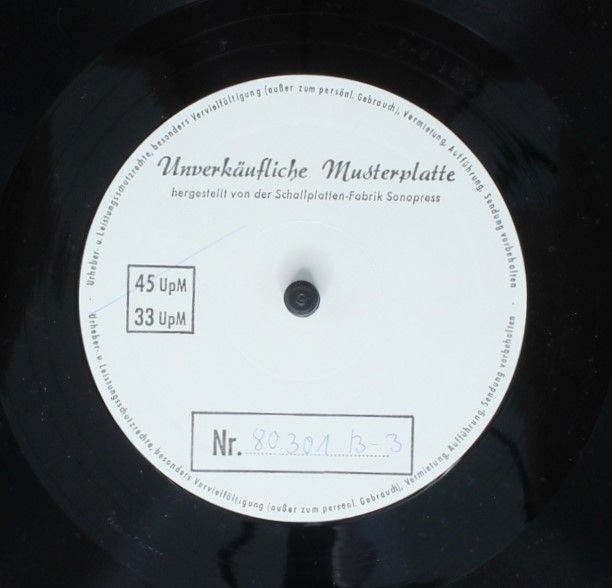 Urheber- u. Leistungsschutzrechte, besonders Vervielfältigung (außer zum persönl. Gebrauch), Vermietung, Aufführung, Sendung vorbehalten
Unverkäufliche Musterplatte
hergestellt von der Schallplatten-Fabrik Sonopress
45 UpM
33 UpM
Nr. 80301 B-3
Urheber- u. Leistungsschutzrechte, besonders Vervielfältigung (außer zum persönl. Gebrauch), Vermietung, Aufführung, Sendung vorbehalten